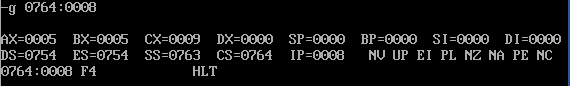 -g 0764:0008
AX=0005 BX=0005 CX=0009 DX=0000 SP=0000 BP=0000 SI=0000 DI=0000
DS=0754 ES=0754 SS=0763 CS=0764 IP=0008 NV UP EI PL NZ NA PE NC
0764:0008 F4 HLT